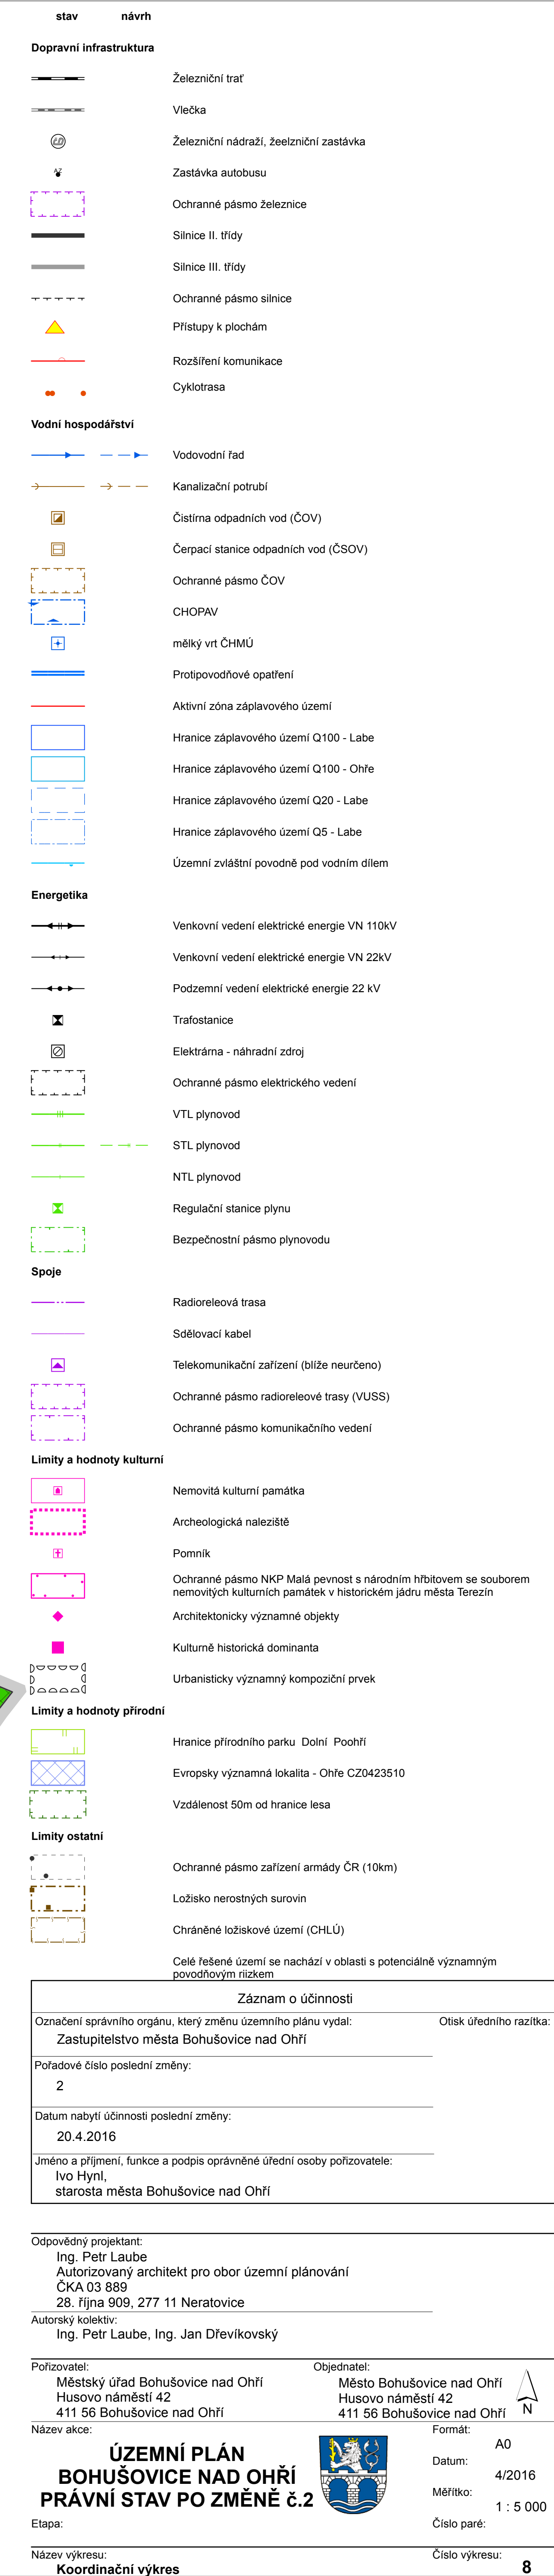 stav návrh
Dopravní infrastruktura
Železniční trať
Vlečka
ČD Železniční nádraží, žeelzniční zastávka
AZ Zastávka autobusu
Ochranné pásmo železnice
Silnice II. třídy
Silnice III. třídy
Ochranné pásmo silnice
Přístupy k plochám
Rozšíření komunikace
Cyklotrasa
Vodní hospodářství
Vodovodní řad
Kanalizační potrubí
Čistírna odpadních vod (ČOV)
Čerpací stanice odpadních vod (ČSOV)
Ochranné pásmo ČOV
CHOPAV
mělký vrt ČHMÚ
Protipovodňové opatření
Aktivní zóna záplavového území
Hranice záplavového území Q100 - Labe
Hranice záplavového území Q100 - Ohře
Hranice záplavového území Q20 - Labe
Hranice záplavového území Q5 - Labe
Územní zvláštní povodně pod vodním dílem
Energetika
Venkovní vedení elektrické energie VN 110kV
Venkovní vedení elektrické energie VN 22kV
Podzemní vedení elektrické energie 22 kV
Trafostanice
Elektrárna - náhradní zdroj
Ochranné pásmo elektrického vedení
VTL plynovod
STL plynovod
NTL plynovod
Regulační stanice plynu
Bezpečnostní pásmo plynovodu
Spoje
Radioreleová trasa
Sdělovací kabel
Telekomunikační zařízení (blíže neurčeno)
Ochranné pásmo radioreleové trasy (VUSS)
Ochranné pásmo komunikačního vedení
Limity a hodnoty kulturní
Nemovitá kulturní památka
Archeologická naleziště
Pomník
Ochranné pásmo NKP Malá pevnost s národním hřbitovem se souborem
nemovitých kulturních památek v historickém jádru města Terezín
Architektonicky významné objekty
Kulturně historická dominanta
Urbanisticky významný kompoziční prvek
Limity a hodnoty přírodní
Hranice přírodního parku Dolní Poohří
Evropsky významná lokalita - Ohře CZ0423510
Vzdálenost 50m od hranice lesa
Limity ostatní
Ochranné pásmo zařízení armády ČR (10km)
Ložisko nerostných surovin
Chráněné ložiskové území (CHLÚ)
Celé řešené území se nachází v oblasti s potenciálně významným
povodňovým riizkem
Záznam o účinnosti
Označení správního orgánu, který změnu územního plánu vydal: Otisk úředního razítka:
Zastupitelstvo města Bohušovice nad Ohří
Pořadové číslo poslední změny:
2
Datum nabytí účinnosti poslední změny:
20.4.2016
Jméno a příjmení, funkce a podpis oprávněné úřední osoby pořizovatele:
Ivo Hynl,
starosta města Bohušovice nad Ohří
Odpovědný projektant:
Ing. Petr Laube
Autorizovaný architekt pro obor územní plánování
ČKA 03 889
28. října 909, 277 11 Neratovice
Autorský kolektiv:
Ing. Petr Laube, Ing. Jan Dřevíkovský
Pořizovatel: Objednatel:
Městský úřad Bohušovice nad Ohří Město Bohušovice nad Ohří
Husovo náměstí 42 Husovo náměstí 42
411 56 Bohušovice nad Ohří 411 56 Bohušovice nad Ohří N
Název akce: Formát:
A0
ÚZEMNÍ PLÁN
BOHUŠOVICE NAD OHŘÍ
PRÁVNÍ STAV PO ZMĚNĚ č.2
Datum:
4/2016
Měřítko:
1 : 5 000
Etapa: Číslo paré:
Název výkresu: Číslo výkresu:
Koordinační výkres 8